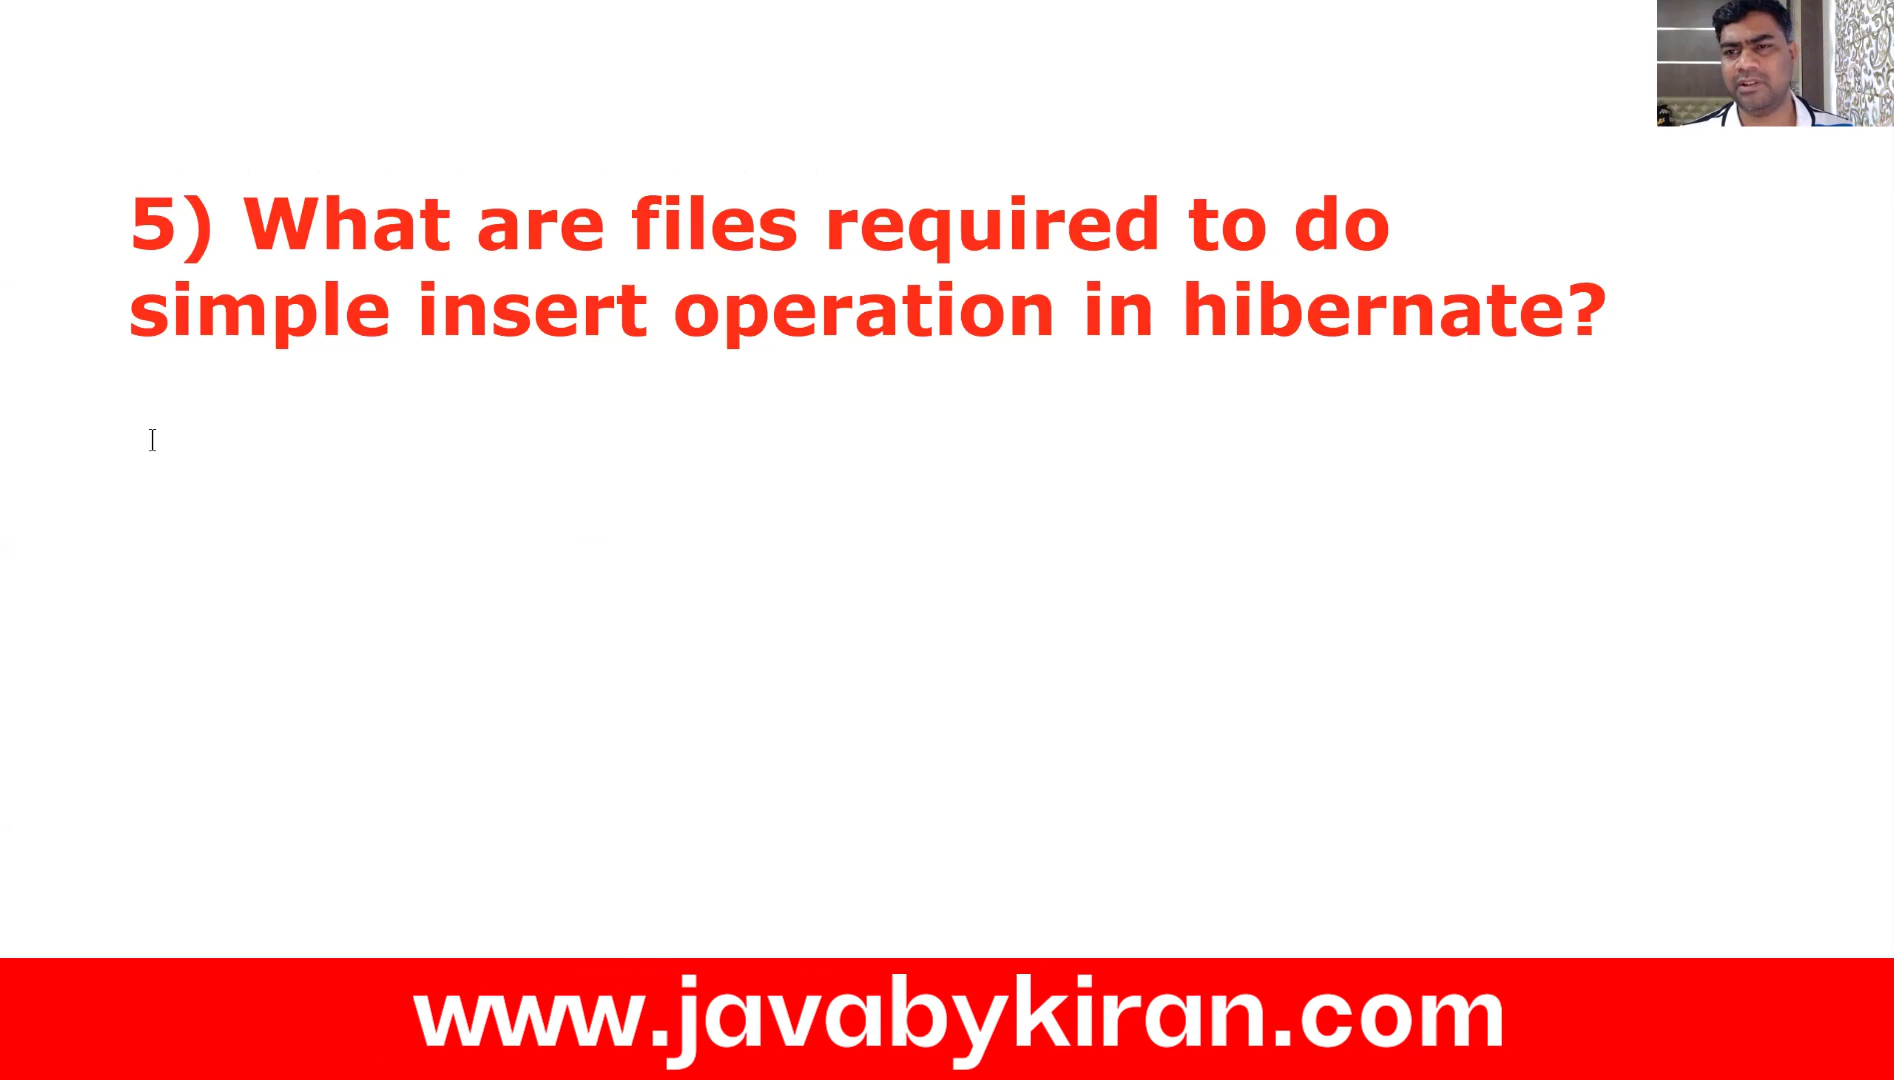 5) What are files required to do
simple insert operation in hibernate?
www.javabykiran.com